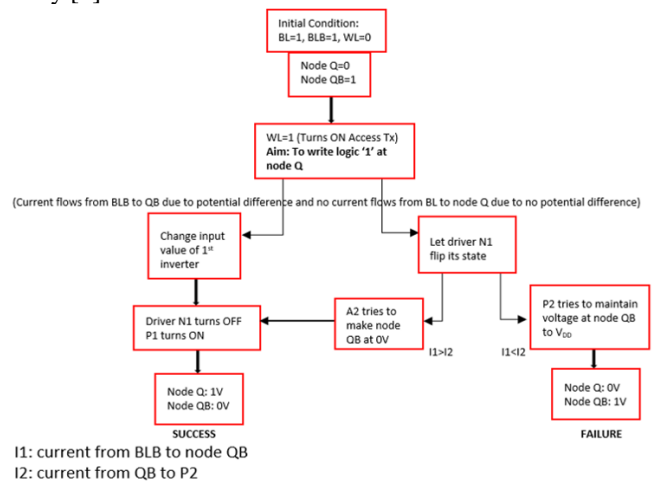 Initial Condition:
BL=1, BLB=1, WL=0
Node Q=0
Node QB=1
WL=1 (Turns ON Access Tx)
Aim: To write logic '1' at
node Q
(Current flows from BLB to QB due to potential difference and no current flows from BL to node Q due to no potential difference)
Change input
value of 1st
inverter
Let driver N1
flip its state
Driver N1 turns OFF
P1 turns ON
A2 tries to
make node
QB at 0V
I1>I2
I1<I2
P2 tries to maintain
voltage at node QB
to VDD
Node Q: 1V
Node QB: 0V
SUCCESS
Node Q: 0V
Node QB: 1V
FAILURE
I1: current from BLB to node QB
I2: current from QB to P2